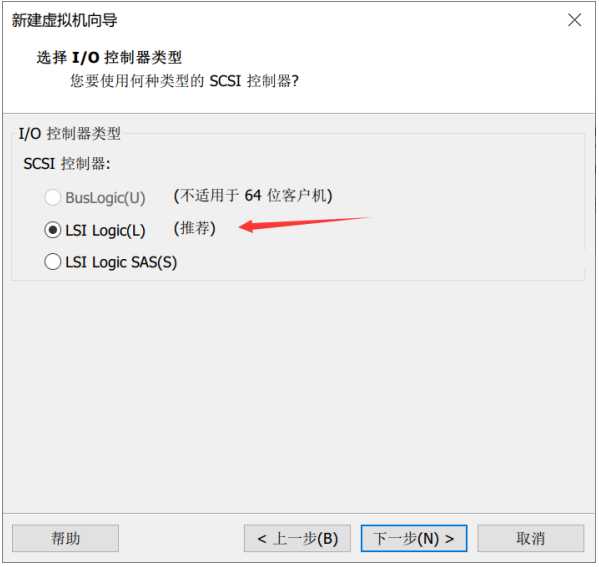 新建虚拟机向导
选择 I/O 控制器类型
您要使用何种类型的 SCSI 控制器?
I/O 控制器类型
SCSI 控制器:
BusLogic(U) (不适用于 64 位客户机)
LSI Logic(L) (推荐)
LSI Logic SAS(S)
帮助 < 上一步(B) 下一步(N) > 取消